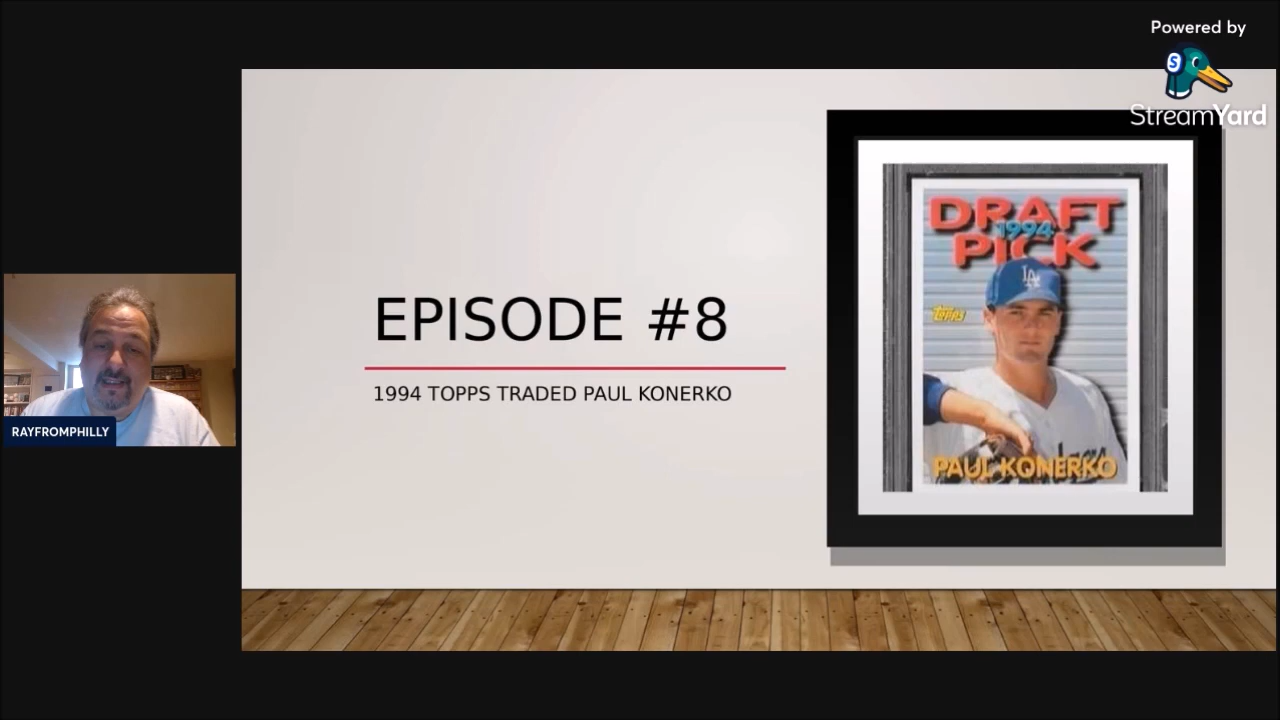 Powered by
S
StreamYard
DRAFT
1994
PICK
LA
Topps
PAUL KONERKO
EPISODE #8
1994 TOPPS TRADED PAUL KONERKO
RAYFROMPHILLY